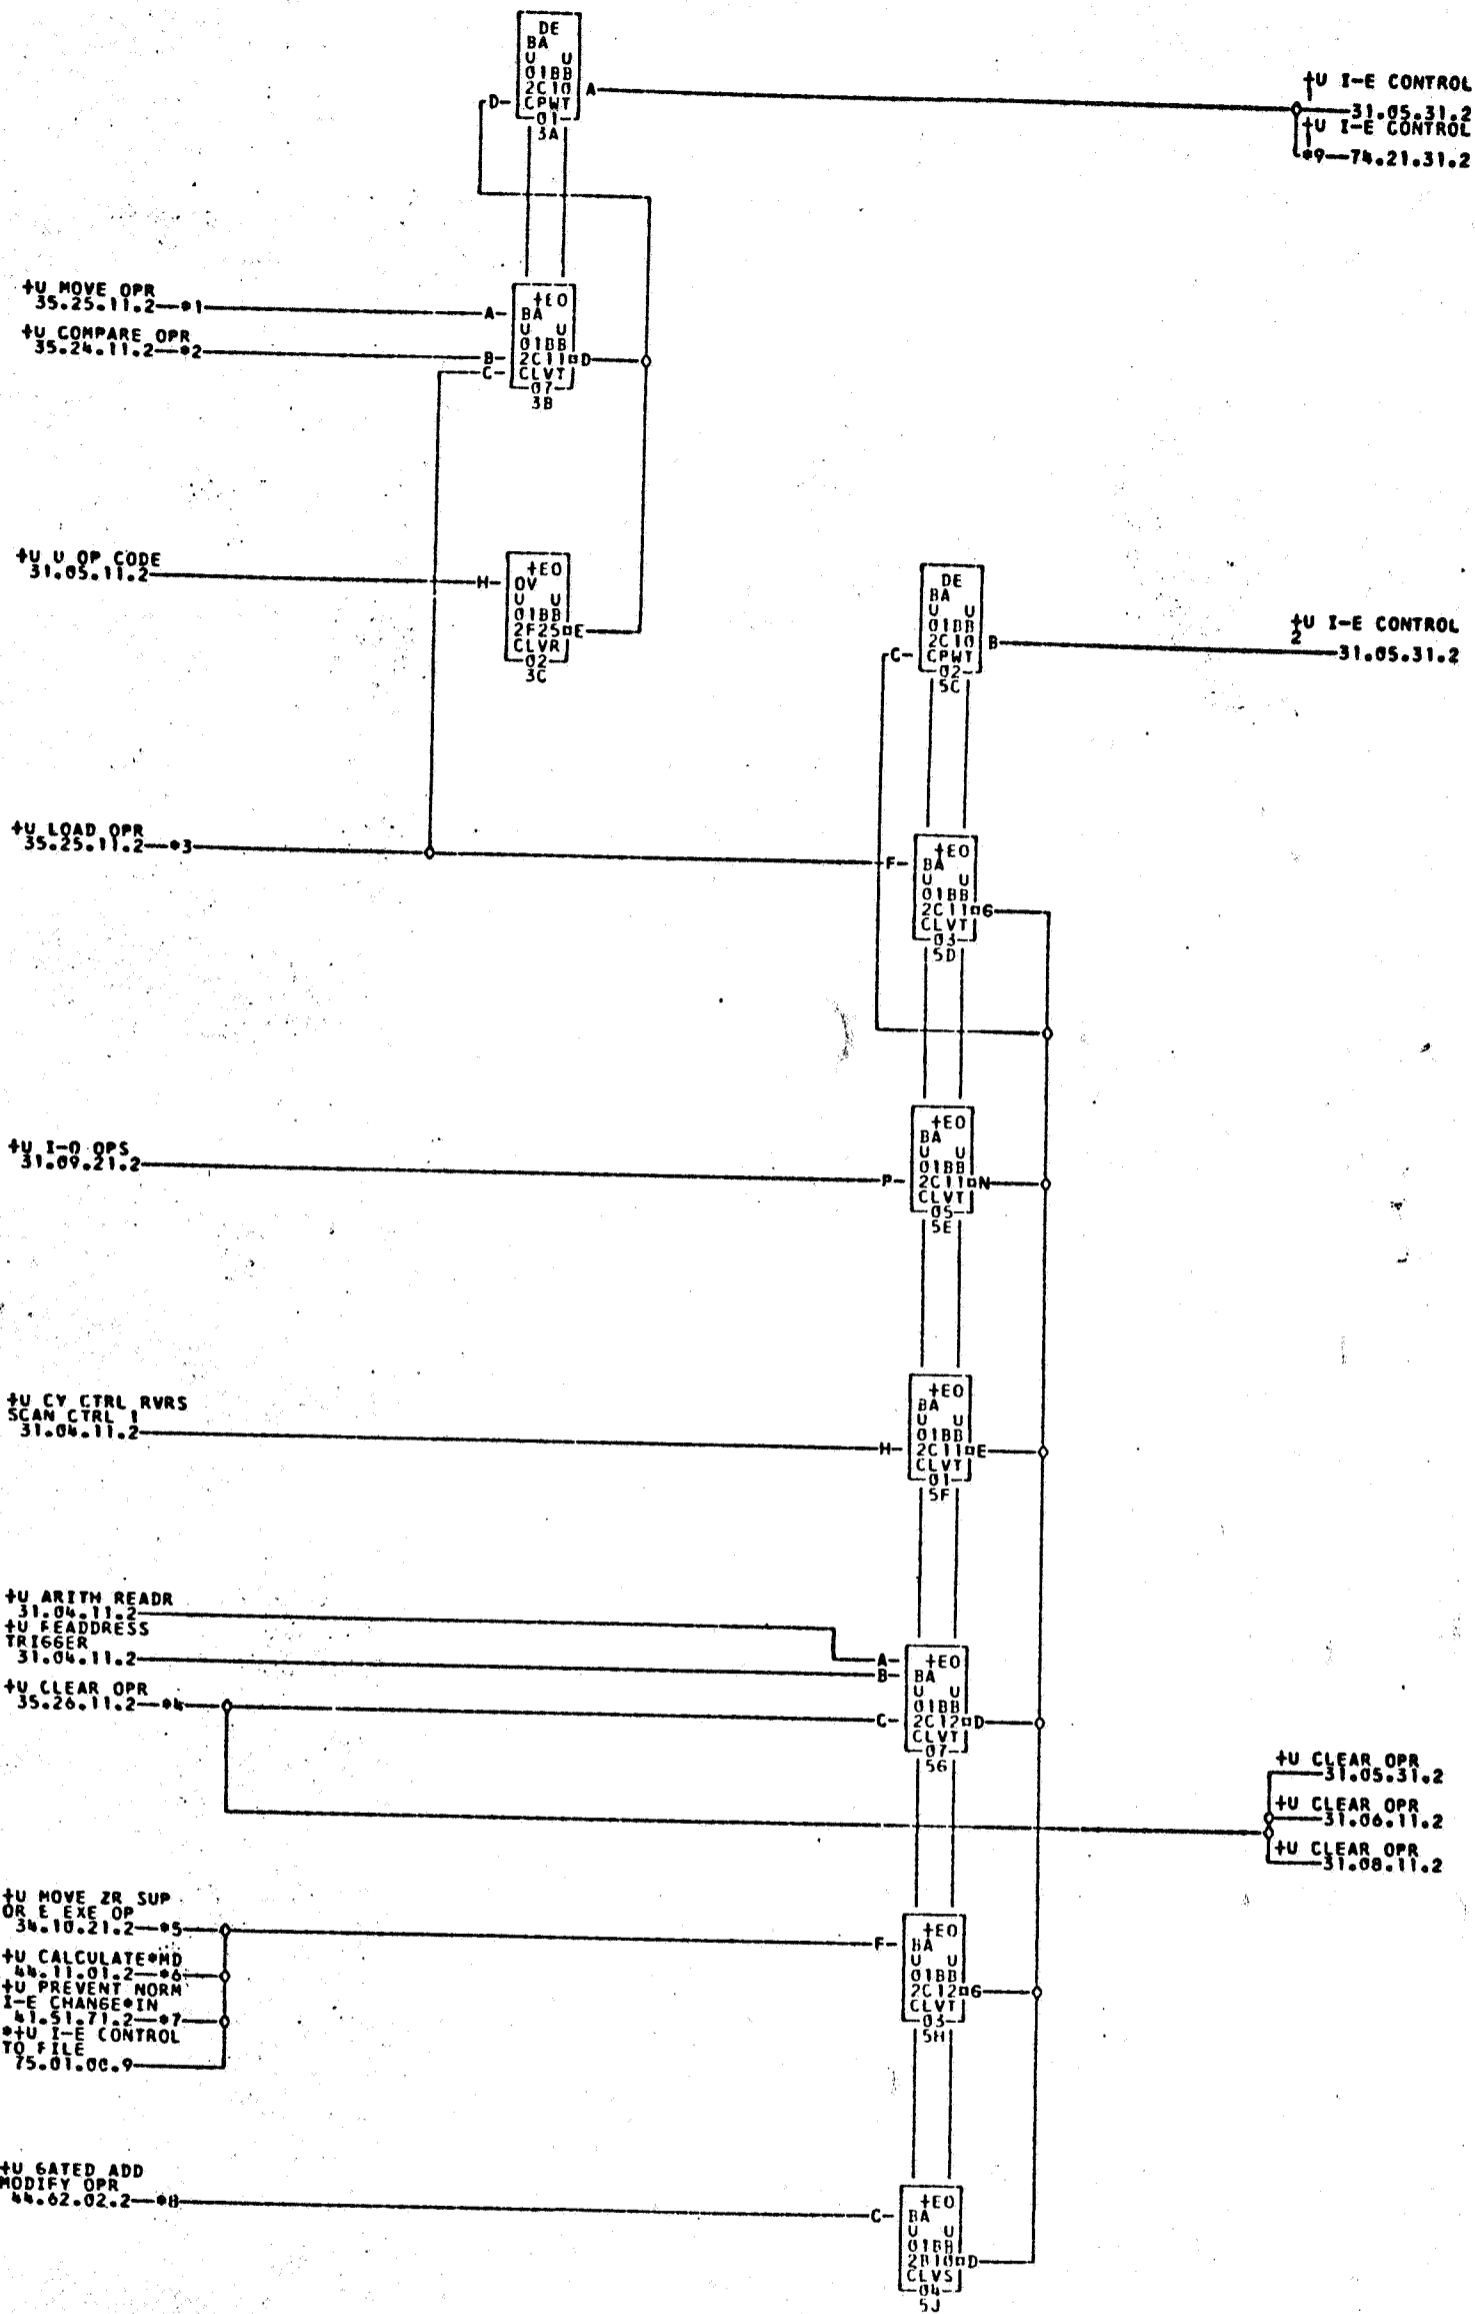 DE
BA
U U
01BB
2C10 A
D- CPWT
01
3A
+U I-E CONTROL
31.05.31.2
+U I-E CONTROL
*9-74.21.31.2
+U MOVE OPR
35.25.11.2-*1
+U COMPARE OPR
35.24.11.2-*2
A- +EO
BA
U U
01BB
B- 2C11 D
C- CLVT
07
3B
+U U OP CODE
31.05.11.2
H- +EO
OV
U U
01BB
2F25 E
CLVR
02
3C
DE
BA
U U
01BB
2C10 B
C- CPWT
02
5C
+U I-E CONTROL
2
31.05.31.2
+U LOAD OPR
35.25.11.2-*3
+EO
F- BA
U U
01BB
2C11 G
CLVT
03
5D
+U I-O OPS
31.09.21.2
+EO
BA
U U
01BB
P- 2C11 N
CLVT
05
5E
+U CY CTRL RVRS
SCAN CTRL 1
31.04.11.2
+EO
BA
U U
01BB
H- 2C11 E
CLVT
01
5F
+U ARITH READR
31.04.11.2
+U READDRESS
TRIGGER
31.04.11.2
+U CLEAR OPR
35.26.11.2-*4
A- +EO
B- BA
U U
01BB
C- 2C12 D
CLVT
07
5G
+U CLEAR OPR
31.05.31.2
+U CLEAR OPR
31.06.11.2
+U CLEAR OPR
31.08.11.2
+U MOVE ZR SUP
OR E EXE OP
34.10.21.2-*5
+U CALCULATE*MD
44.11.01.2-*6
+U PREVENT NORM
I-E CHANGE*IN
41.51.71.2-*7
*+U I-E CONTROL
TO FILE
75.01.00.9
+EO
F- BA
U U
01BB
2C12 G
CLVT
03
5H
+U GATED ADD
MODIFY OPR
44.62.02.2-*8
+EO
C- BA
U U
01BB
2B10 D
CLVS
04
5J